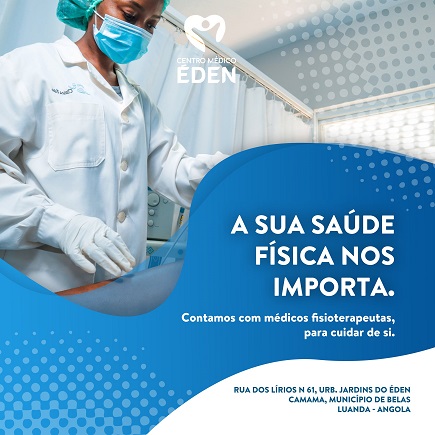 CENTRO MÉDICO
ÉDEN
A SUA SAÚDE
FÍSICA NOS
IMPORTA.
Contamos com médicos fisioterapeutas,
para cuidar de si.
RUA DOS LÍRIOS N 61, URB. JARDINS DO ÉDEN
CAMAMA, MUNICÍPIO DE BELAS
LUANDA - ANGOLA